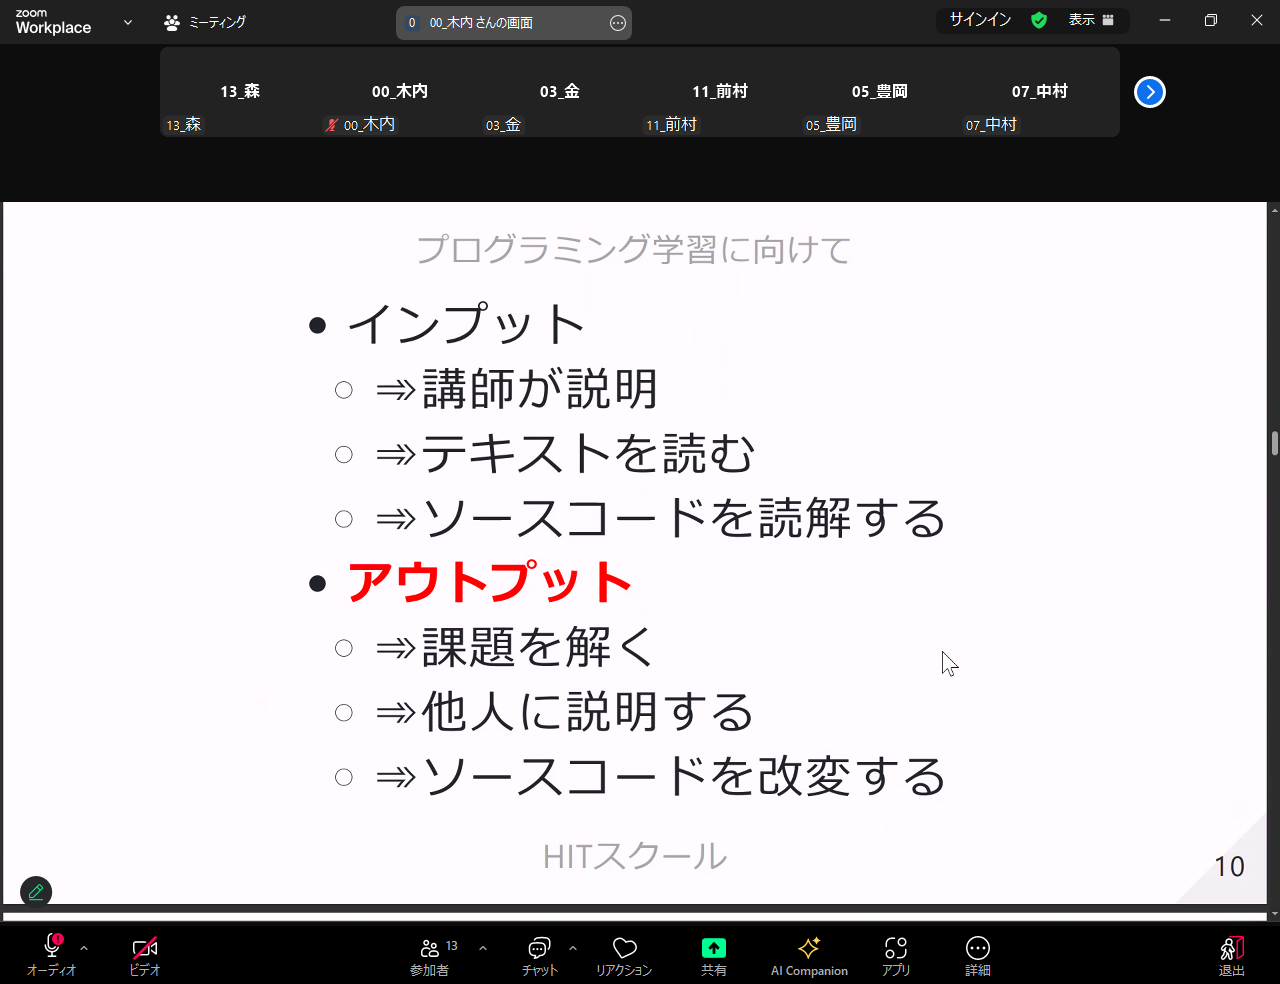 zoom
Workplace
ミーティング
0 00_木内 さんの画面
サインイン
表示
13_森
00_木内
03_金
11_前村
05_豊岡
07_中村
13_森
00_木内
03_金
11_前村
05_豊岡
07_中村
プログラミング学習に向けて
• インプット
○ ⇒講師が説明
○ ⇒テキストを読む
○ ⇒ソースコードを読解する
• アウトプット
○ ⇒課題を解く
○ ⇒他人に説明する
○ ⇒ソースコードを改変する
HITスクール
10
オーディオ
ビデオ
13
参加者
チャット
リアクション
共有
AI Companion
アプリ
詳細
退出